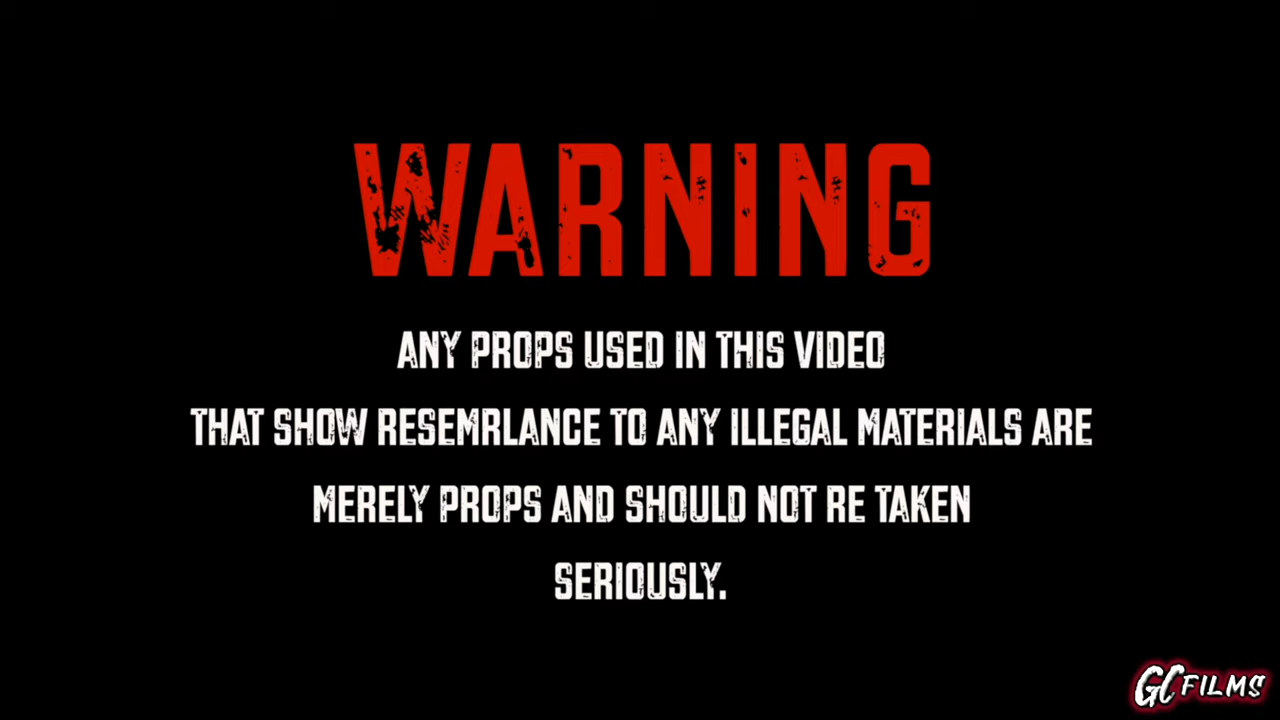 WARNING
ANY PROPS USED IN THIS VIDEO
THAT SHOW RESEMRLANCE TO ANY ILLEGAL MATERIALS ARE
MERELY PROPS AND SHOULD NOT RE TAKEN
SERIOUSLY.
GC FILMS